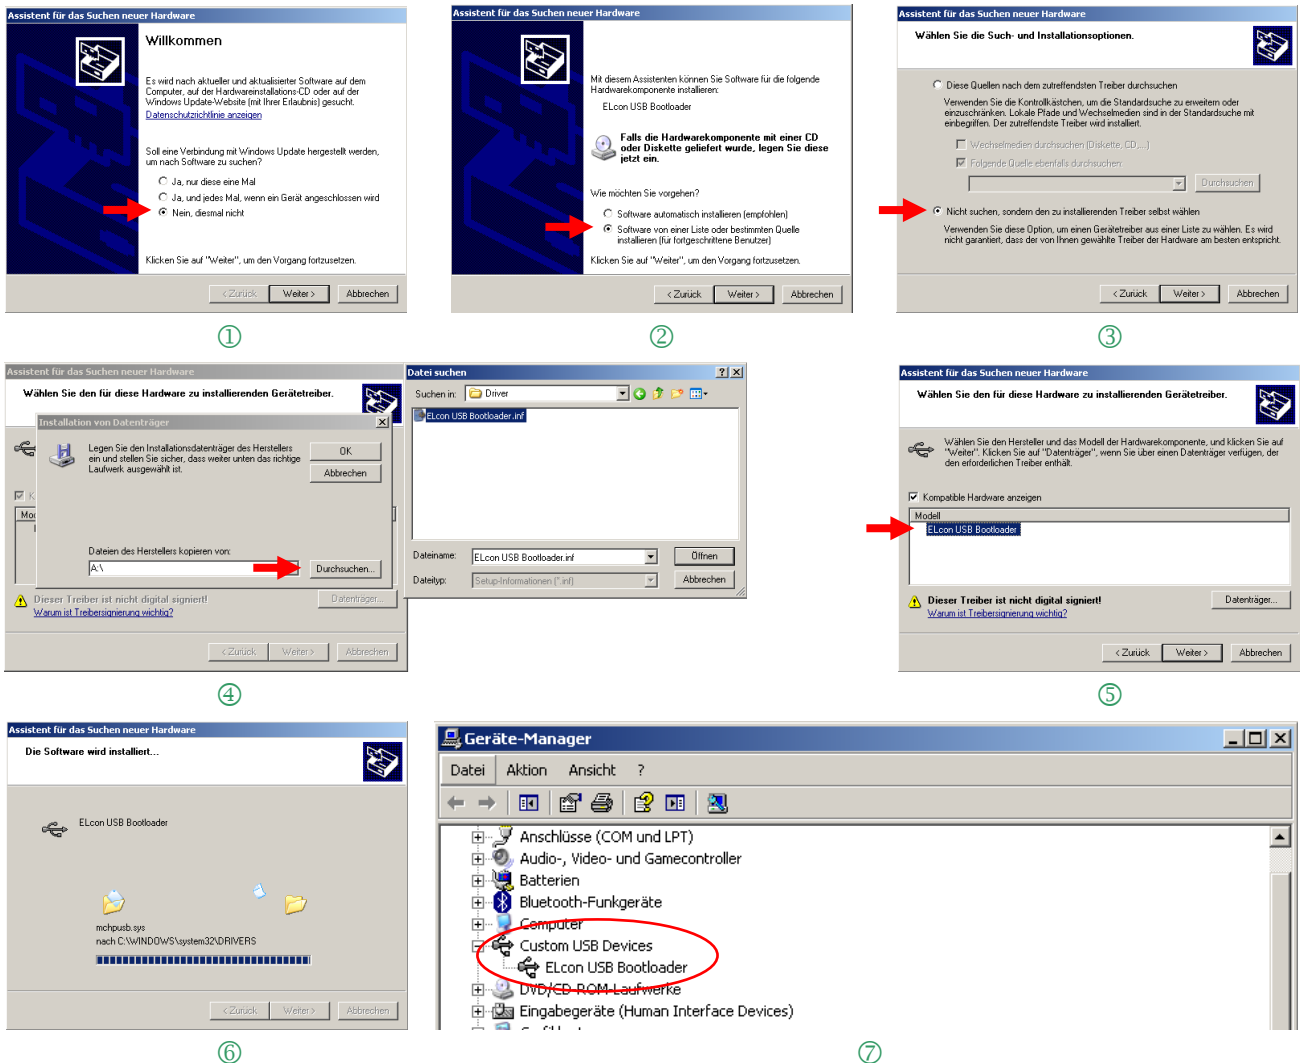 Assistent für das Suchen neuer Hardware
Willkommen
Es wird nach aktueller und aktualisierter Software auf dem
Computer, auf der Hardwareinstallations-CD oder auf der
Windows Update-Website (mit Ihrer Erlaubnis) gesucht.
Datenschutzrichtlinie anzeigen
Soll eine Verbindung mit Windows Update hergestellt werden,
um nach Software zu suchen?
Ja, nur diese eine Mal
Ja, und jedes Mal, wenn ein Gerät angeschlossen wird
Nein, diesmal nicht
Klicken Sie auf "Weiter", um den Vorgang fortzusetzen.
< Zurück Weiter > Abbrechen
①
Assistent für das Suchen neuer Hardware
Mit diesem Assistenten können Sie Software für die folgende
Hardwarekomponente installieren:
ELcon USB Bootloader
Falls die Hardwarekomponente mit einer CD
oder Diskette geliefert wurde, legen Sie diese
jetzt ein.
Wie möchten Sie vorgehen?
Software automatisch installieren (empfohlen)
Software von einer Liste oder bestimmten Quelle
installieren (für fortgeschrittene Benutzer)
Klicken Sie auf "Weiter", um den Vorgang fortzusetzen.
< Zurück Weiter > Abbrechen
②
Assistent für das Suchen neuer Hardware
Wählen Sie die Such- und Installationsoptionen.
Diese Quellen nach dem zutreffendsten Treiber durchsuchen
Verwenden Sie die Kontrollkästchen, um die Standardsuche zu erweitern oder
einzuschränken. Lokale Pfade und Wechselmedien sind in der Standardsuche mit
einbegriffen. Der zutreffendste Treiber wird installiert.
Wechselmedien durchsuchen (Diskette, CD,...)
Folgende Quelle ebenfalls durchsuchen:
Durchsuchen
Nicht suchen, sondern den zu installierenden Treiber selbst wählen
Verwenden Sie diese Option, um einen Gerätetreiber aus einer Liste zu wählen. Es wird
nicht garantiert, dass der von Ihnen gewählte Treiber der Hardware am besten entspricht.
< Zurück Weiter > Abbrechen
③
Assistent für das Suchen neuer Hardware
Wählen Sie den für diese Hardware zu installierenden Gerätetreiber.
Installation von Datenträger
Legen Sie den Installationsdatenträger des Herstellers
ein und stellen Sie sicher, dass weiter unten das richtige
Laufwerk ausgewählt ist.
OK
Abbrechen
K
Mo
Dateien des Herstellers kopieren von:
A:\
Durchsuchen...
Dieser Treiber ist nicht digital signiert!
Warum ist Treibersignierung wichtig?
Datenträger...
< Zurück Weiter > Abbrechen
Datei suchen
Suchen in: Driver
ELcon USB Bootloader.inf
Dateiname: ELcon USB Bootloader.inf Öffnen
Dateityp: Setup-Informationen (*.inf) Abbrechen
④
Assistent für das Suchen neuer Hardware
Wählen Sie den für diese Hardware zu installierenden Gerätetreiber.
Wählen Sie den Hersteller und das Modell der Hardwarekomponente, und klicken Sie auf
"Weiter". Klicken Sie auf "Datenträger", wenn Sie über einen Datenträger verfügen, der
den erforderlichen Treiber enthält.
Kompatible Hardware anzeigen
Modell
ELcon USB Bootloader
Dieser Treiber ist nicht digital signiert!
Warum ist Treibersignierung wichtig?
Datenträger...
< Zurück Weiter > Abbrechen
⑤
Assistent für das Suchen neuer Hardware
Die Software wird installiert...
ELcon USB Bootloader
mchpusb.sys
nach C:\WINDOWS\system32\DRIVERS
< Zurück Weiter > Abbrechen
⑥
Geräte-Manager
Datei Aktion Ansicht ?
Anschlüsse (COM und LPT)
Audio-, Video- und Gamecontroller
Batterien
Bluetooth-Funkgeräte
Computer
Custom USB Devices
ELcon USB Bootloader
DVD/CD-ROM-Laufwerke
Eingabegeräte (Human Interface Devices)
⑦